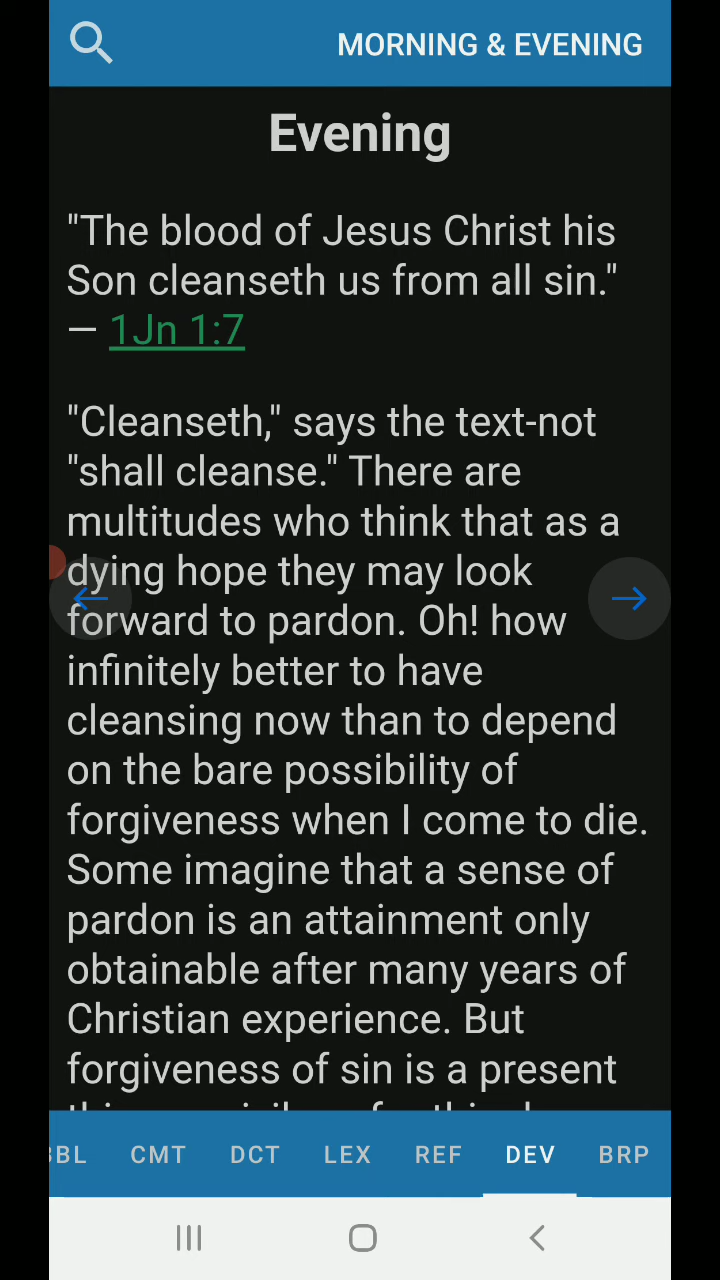 MORNING & EVENING
Evening
"The blood of Jesus Christ his
Son cleanseth us from all sin."
— 1Jn 1:7
"Cleanseth," says the text-not
"shall cleanse." There are
multitudes who think that as a
dying hope they may look
forward to pardon. Oh! how
infinitely better to have
cleansing now than to depend
on the bare possibility of
forgiveness when I come to die.
Some imagine that a sense of
pardon is an attainment only
obtainable after many years of
Christian experience. But
forgiveness of sin is a present
BBL CMT DCT LEX REF DEV BRP